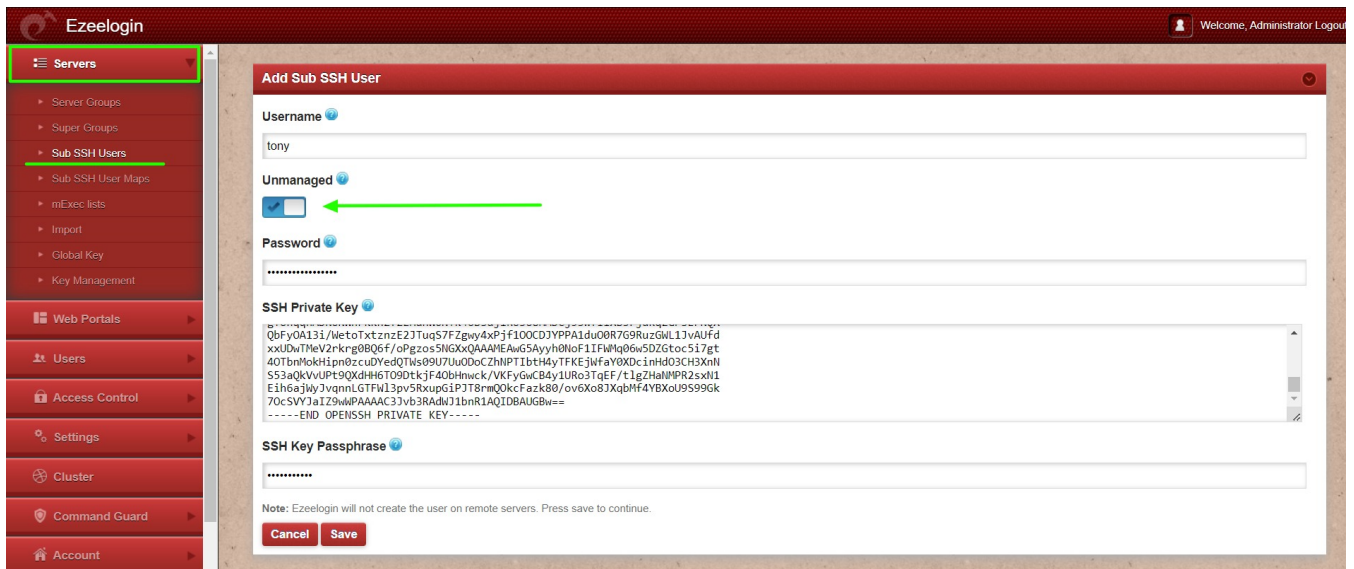 Ezeelogin
Welcome, Administrator Logout
Servers
Server Groups
Super Groups
Sub SSH Users
Sub SSH User Maps
mExec lists
Import
Global Key
Key Management
Web Portals
Users
Access Control
Settings
Cluster
Command Guard
Account
Add Sub SSH User
Username
tony
Unmanaged
Password
•••••••••••••••••
SSH Private Key
QbFyOA13i/WetoTxtznzE2JTuqS7FZgwy4xPjf1OOCDJYPPA1duO0R7G9RuzGWL1JvAUfd
xxUDwTMeV2rkrg0BQ6f/oPgzos5NGXxQAAAMEAwG5Ayyh0NoF1IFWMq06w5DZGtoc5i7gt
4OTbnMokHipn0zcuDYedQTWs09U7UuODoCZhNPTIbtH4yTFKEjWfaY0XDcinHdO3CH3XnN
S53aQkVvUPt9QXdHH6TO9DtkjF4ObHnwck/VKFyGwCB4y1URo3TqEF/tlgZHaNMPR2sxN1
Eih6ajWyJvqnnLGTFWl3pv5RxupGiPJT8rmQOkcFazk80/ov6Xo8JXqbMf4YBXoU9S99Gk
7OcSVYJaIZ9wWPAAAAC3Jvb3RAdWJ1bnR1AQIDBAUGBw==
-----END OPENSSH PRIVATE KEY-----
SSH Key Passphrase
•••••••••••
Note: Ezeelogin will not create the user on remote servers. Press save to continue.
Cancel Save